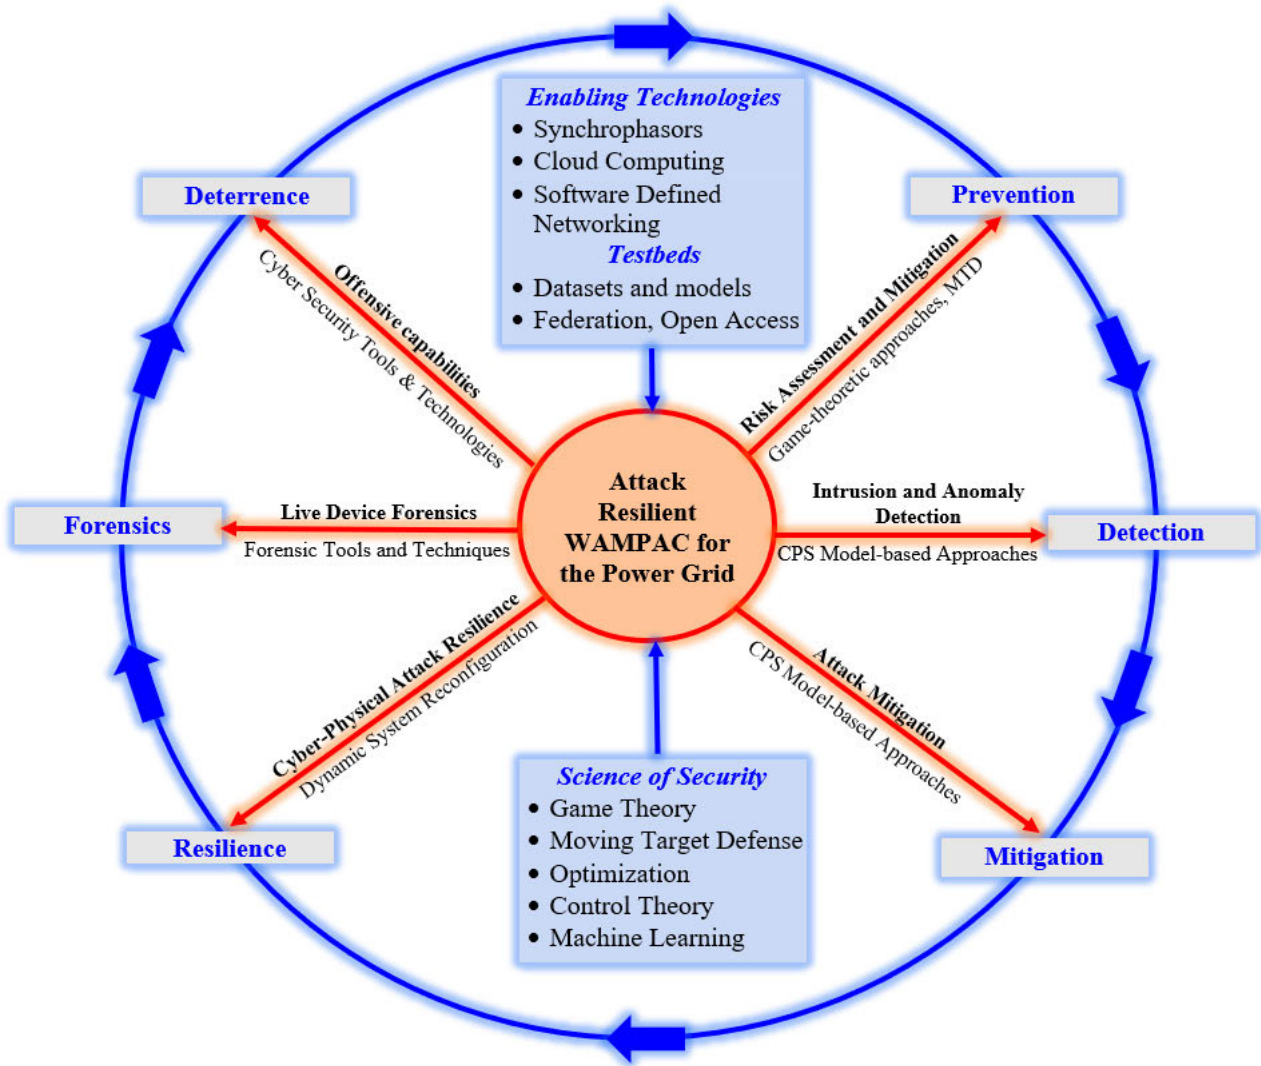 Enabling Technologies
• Synchrophasors
• Cloud Computing
• Software Defined
Networking
Testbeds
• Datasets and models
• Federation, Open Access
Deterrence
Prevention
Offensive capabilities
Cyber Security Tools & Technologies
Risk Assessment and Mitigation
Game-theoretic approaches, MTD
Attack
Resilient
WAMPAC for
the Power Grid
Forensics
Live Device Forensics
Forensic Tools and Techniques
Intrusion and Anomaly
Detection
CPS Model-based Approaches
Detection
Cyber-Physical Attack Resilience
Dynamic System Reconfiguration
Attack Mitigation
CPS Model-based Approaches
Resilience
Mitigation
Science of Security
• Game Theory
• Moving Target Defense
• Optimization
• Control Theory
• Machine Learning